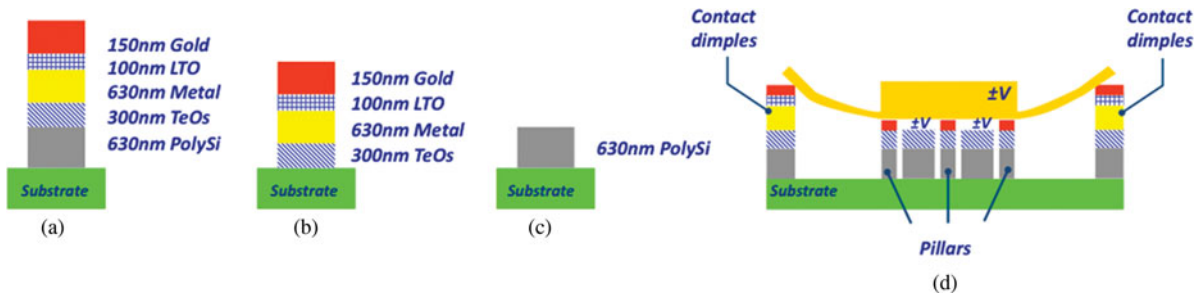 150nm Gold
100nm LTO
630nm Metal
300nm TeOs
630nm PolySi
Substrate
(a)
150nm Gold
100nm LTO
630nm Metal
300nm TeOs
Substrate
(b)
630nm PolySi
Substrate
(c)
Contact
dimples
Contact
dimples
±V
±V
±V
Substrate
Pillars
(d)